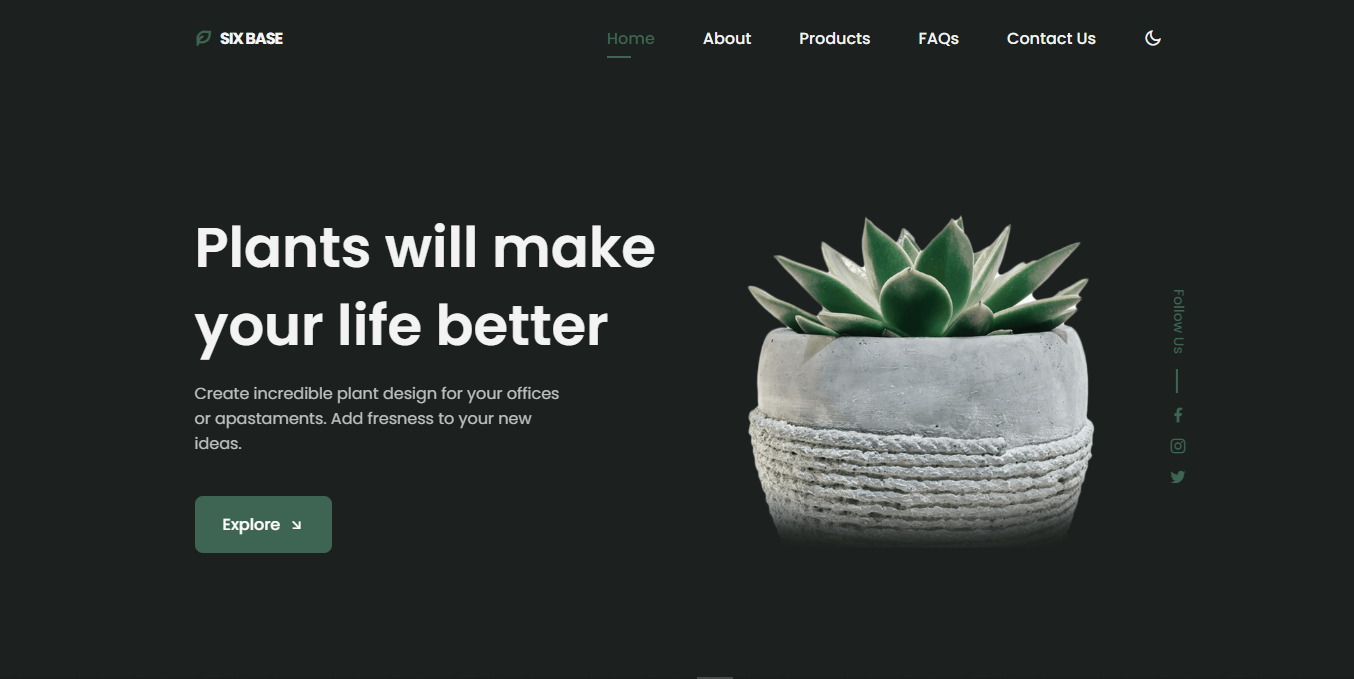 SIX BASE
Home About Products FAQs Contact Us
Plants will make
your life better
Create incredible plant design for your offices
or apastaments. Add fresness to your new
ideas.
Explore
Follow Us